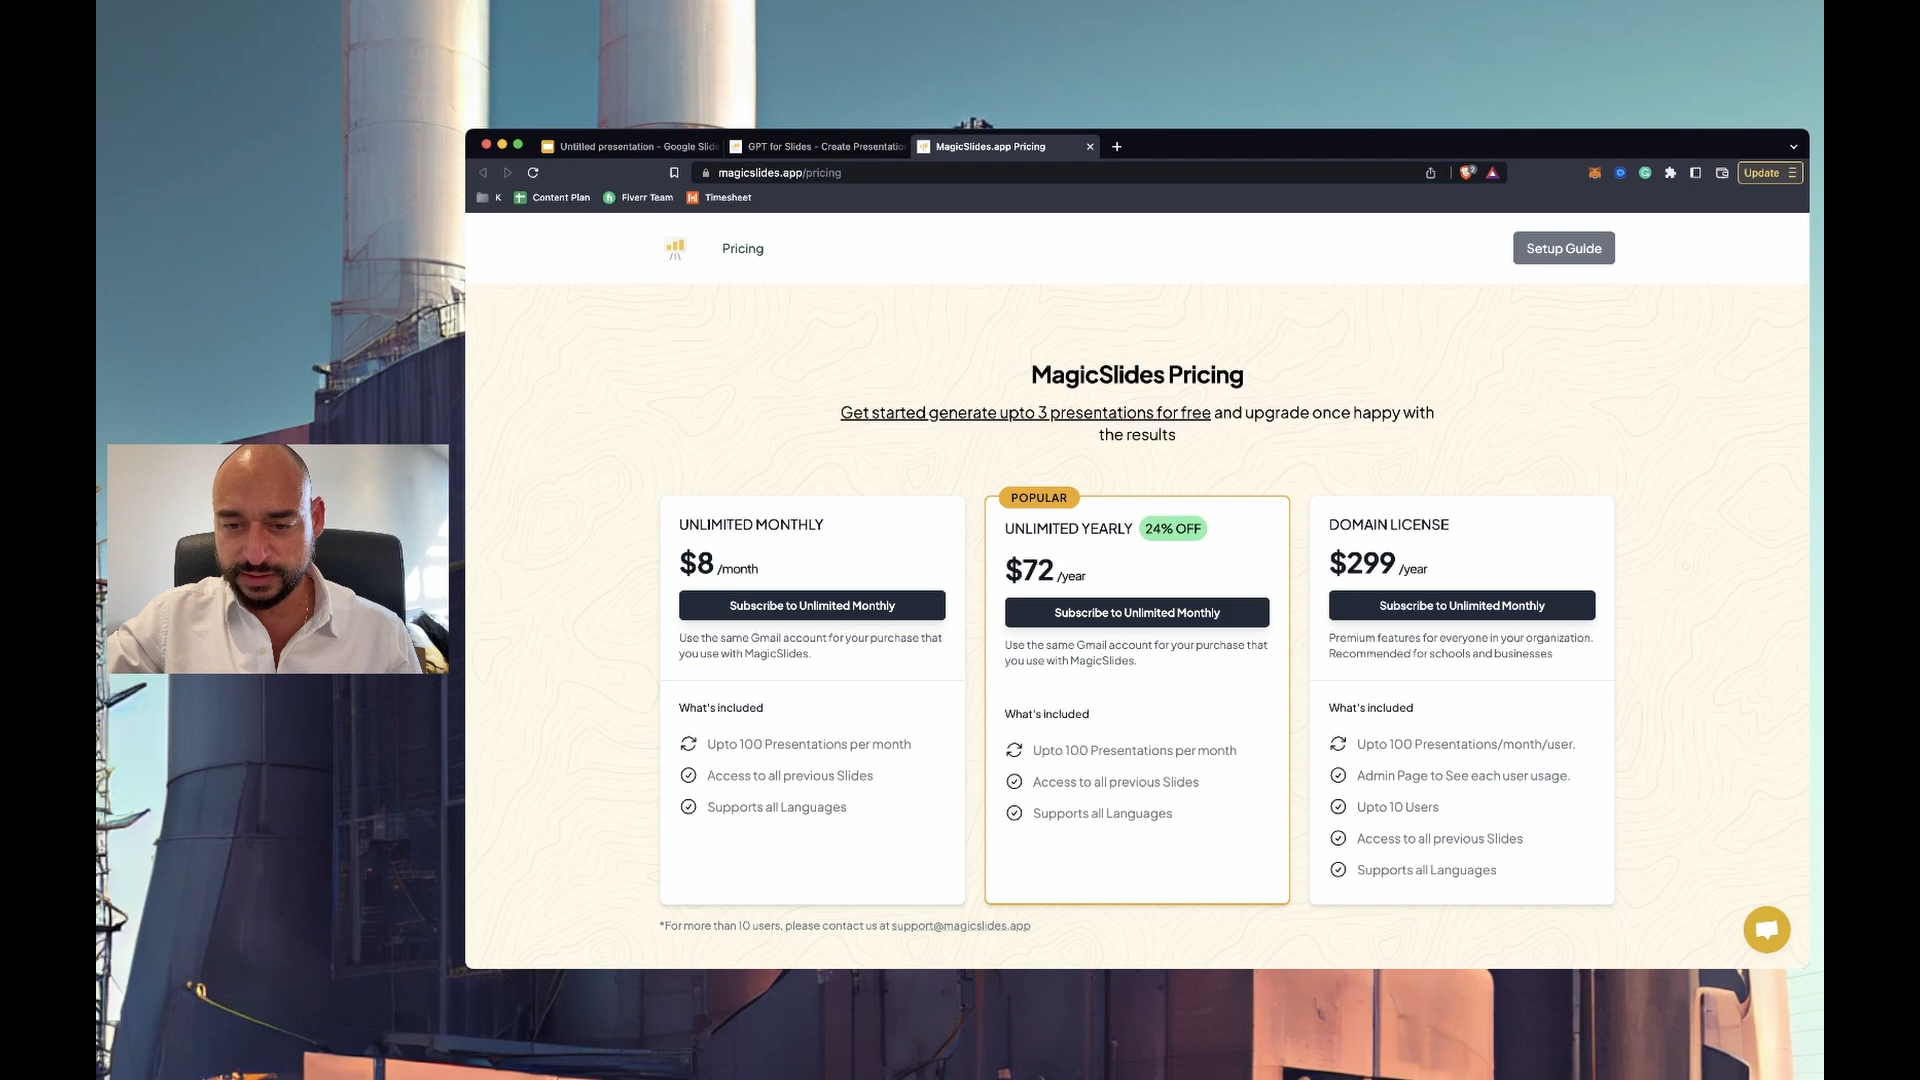 Untitled presentation - Google Slide
GPT for Slides - Create Presentation
MagicSlides.app Pricing
magicslides.app/pricing
2
Update
K
Content Plan
Fiverr Team
Timesheet
Pricing
Setup Guide
MagicSlides Pricing
Get started generate upto 3 presentations for free and upgrade once happy with
the results
UNLIMITED MONTHLY
$8 /month
Subscribe to Unlimited Monthly
Use the same Gmail account for your purchase that
you use with MagicSlides.
What's included
Upto 100 Presentations per month
Access to all previous Slides
Supports all Languages
POPULAR
UNLIMITED YEARLY 24% OFF
$72 /year
Subscribe to Unlimited Monthly
Use the same Gmail account for your purchase that
you use with MagicSlides.
What's included
Upto 100 Presentations per month
Access to all previous Slides
Supports all Languages
DOMAIN LICENSE
$299 /year
Subscribe to Unlimited Monthly
Premium features for everyone in your organization.
Recommended for schools and businesses
What's included
Upto 100 Presentations/month/user.
Admin Page to See each user usage.
Upto 10 Users
Access to all previous Slides
Supports all Languages
*For more than 10 users, please contact us at support@magicslides.app